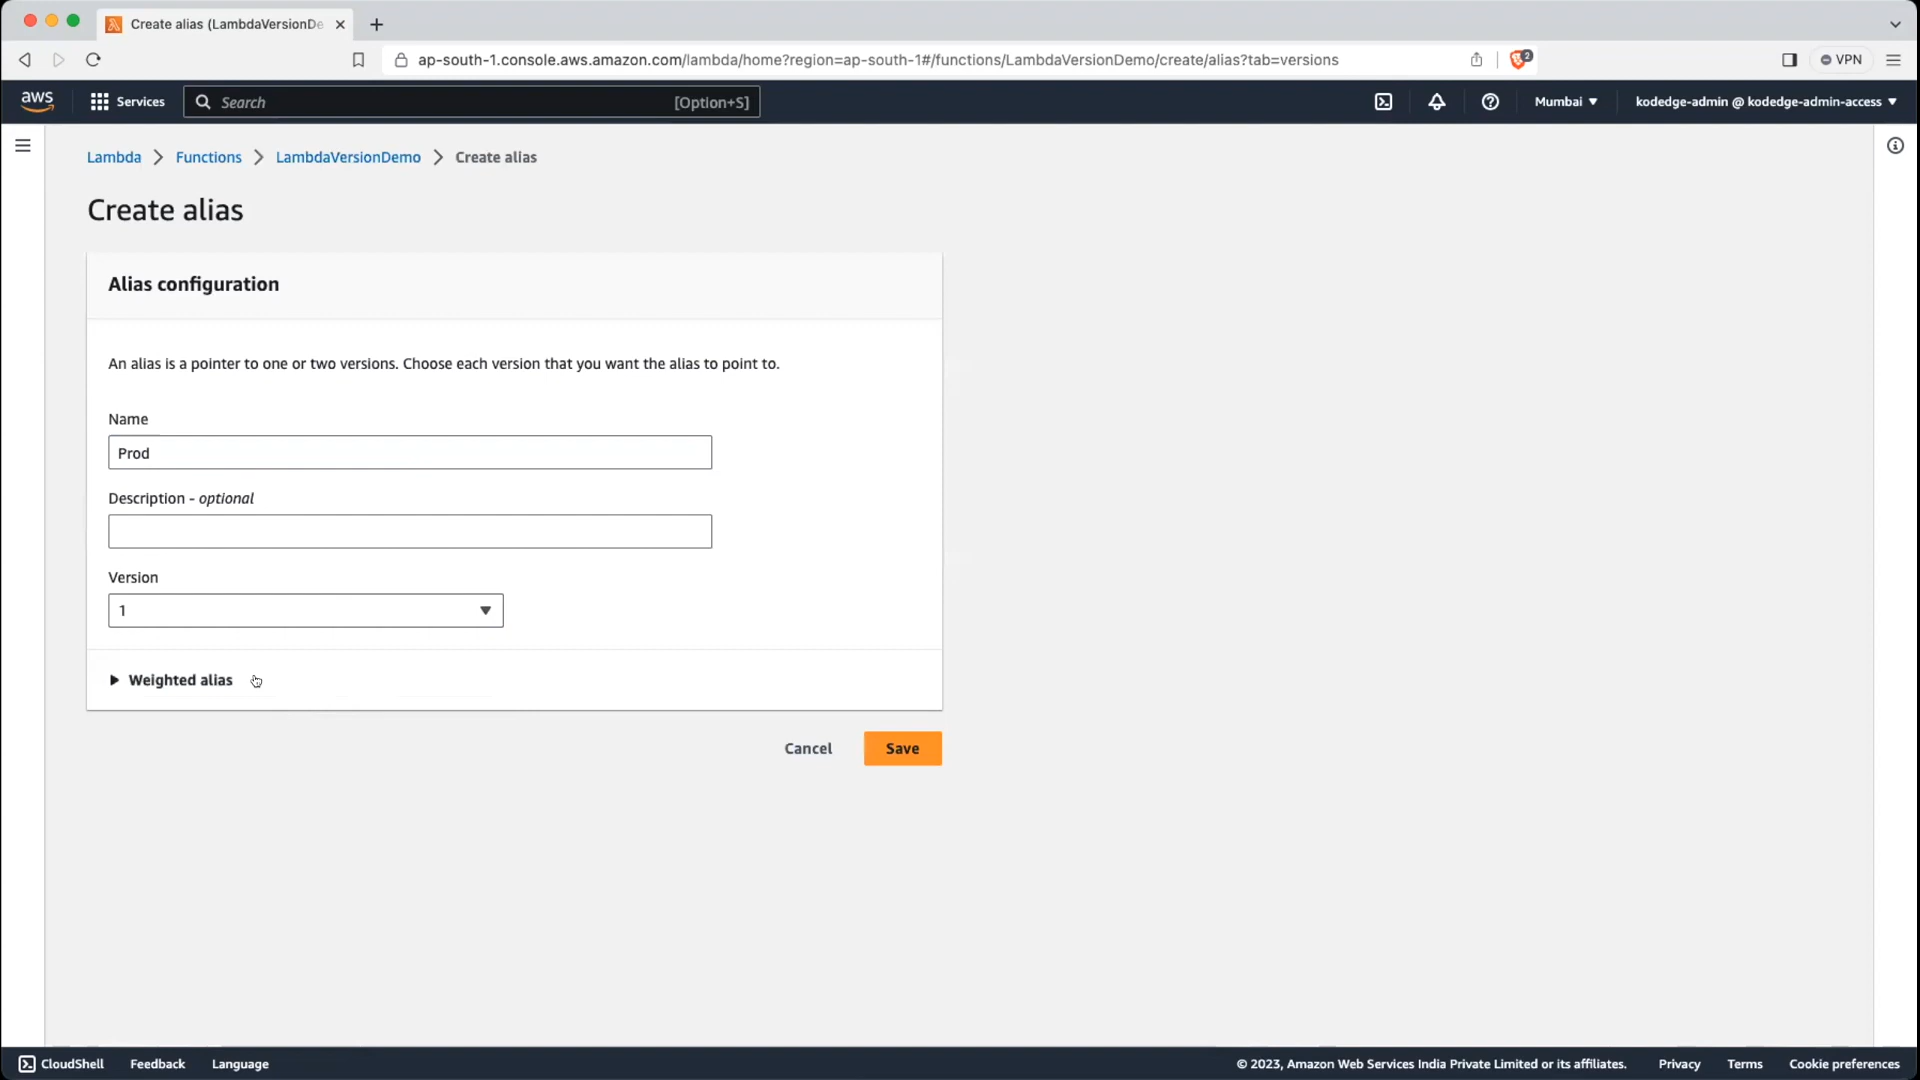 Create alias (LambdaVersionDe
ap-south-1.console.aws.amazon.com/lambda/home?region=ap-south-1#/functions/LambdaVersionDemo/create/alias?tab=versions
2
VPN
aws
Services
Search
[Option+S]
Mumbai
kodedge-admin @ kodedge-admin-access
Lambda > Functions > LambdaVersionDemo > Create alias
Create alias
Alias configuration
An alias is a pointer to one or two versions. Choose each version that you want the alias to point to.
Name
Prod
Description - optional
Version
1
Weighted alias
Cancel
Save
CloudShell
Feedback
Language
© 2023, Amazon Web Services India Private Limited or its affiliates.
Privacy
Terms
Cookie preferences